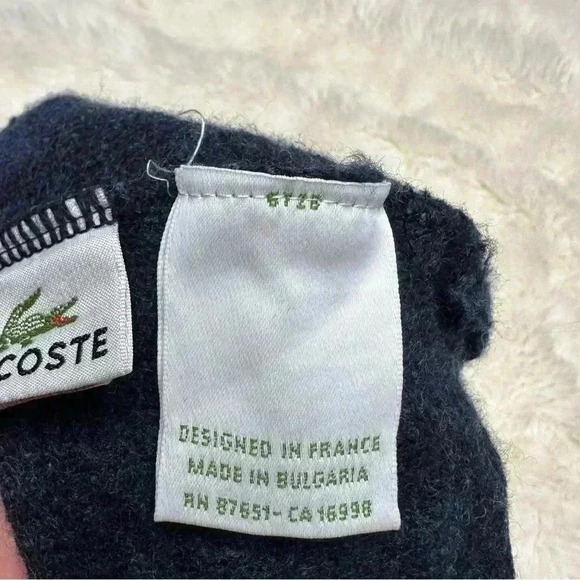 COSTE
DESIGNED IN FRANCE
MADE IN BULGARIA
RN 87651-CA 16998